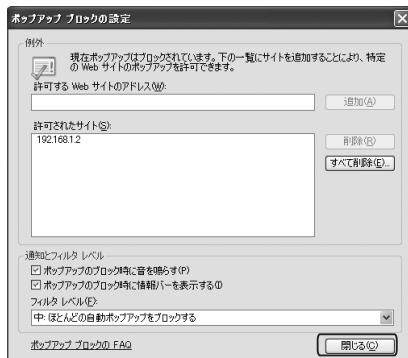 ポップアップ ブロックの設定
例外
現在ポップアップはブロックされています。下の一覧にサイトを追加することにより、特定
の Web サイトのポップアップを許可できます。
許可する Web サイトのアドレス(W):
追加(A)
許可されたサイト(S):
192.168.1.2
削除(R)
すべて削除(E)...
通知とフィルタ レベル
ポップアップのブロック時に音を鳴らす(P)
ポップアップのブロック時に情報バーを表示する(I)
フィルタ レベル(F):
中: ほとんどの自動ポップアップをブロックする
ポップアップ ブロックの FAQ
閉じる(C)